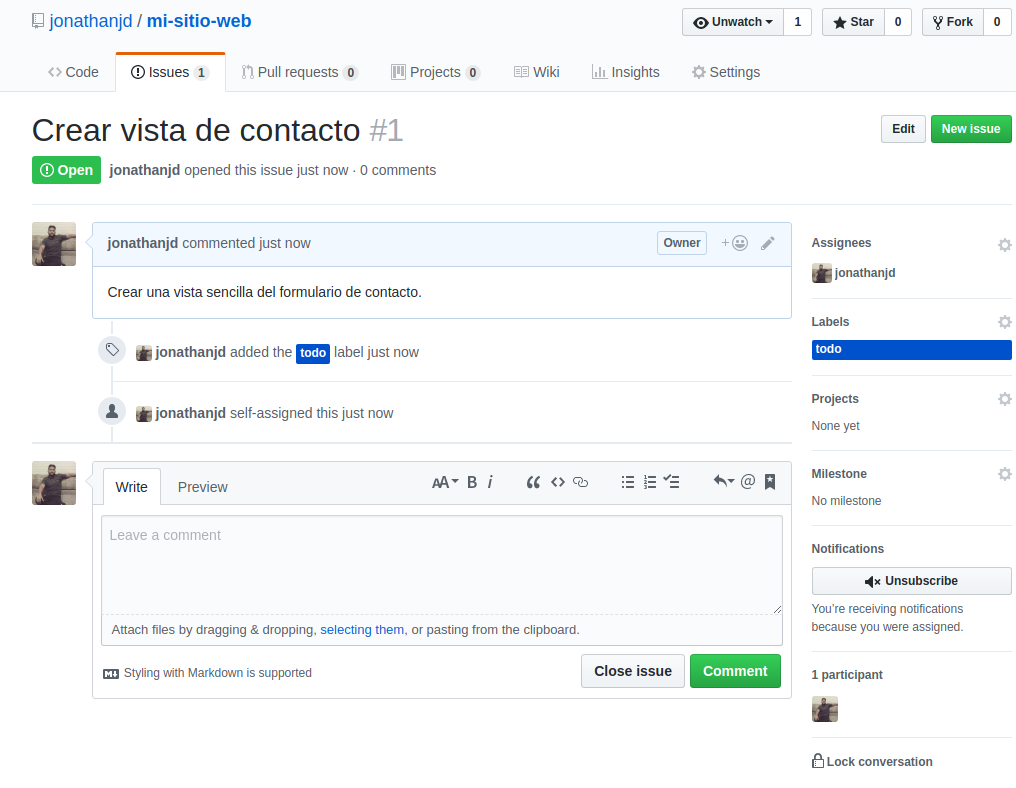 jonathanjd / mi-sitio-web
Unwatch 1 Star 0 Fork 0
Code Issues 1 Pull requests 0 Projects 0 Wiki Insights Settings
Crear vista de contacto #1
Edit New issue
Open jonathanjd opened this issue just now · 0 comments
jonathanjd commented just now
Owner
Crear una vista sencilla del formulario de contacto.
jonathanjd added the todo label just now
jonathanjd self-assigned this just now
Write Preview
Leave a comment
Attach files by dragging & dropping, selecting them, or pasting from the clipboard.
Styling with Markdown is supported
Close issue Comment
Assignees
jonathanjd
Labels
todo
Projects
None yet
Milestone
No milestone
Notifications
Unsubscribe
You're receiving notifications
because you were assigned.
1 participant
Lock conversation